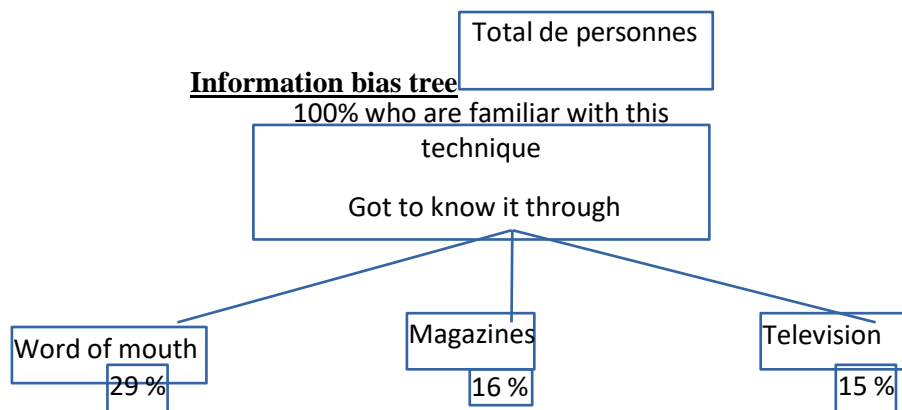 Total de personnes
Information bias tree
100% who are familiar with this
technique
Got to know it through
Word of mouth
29 %
Magazines
16 %
Television
15 %